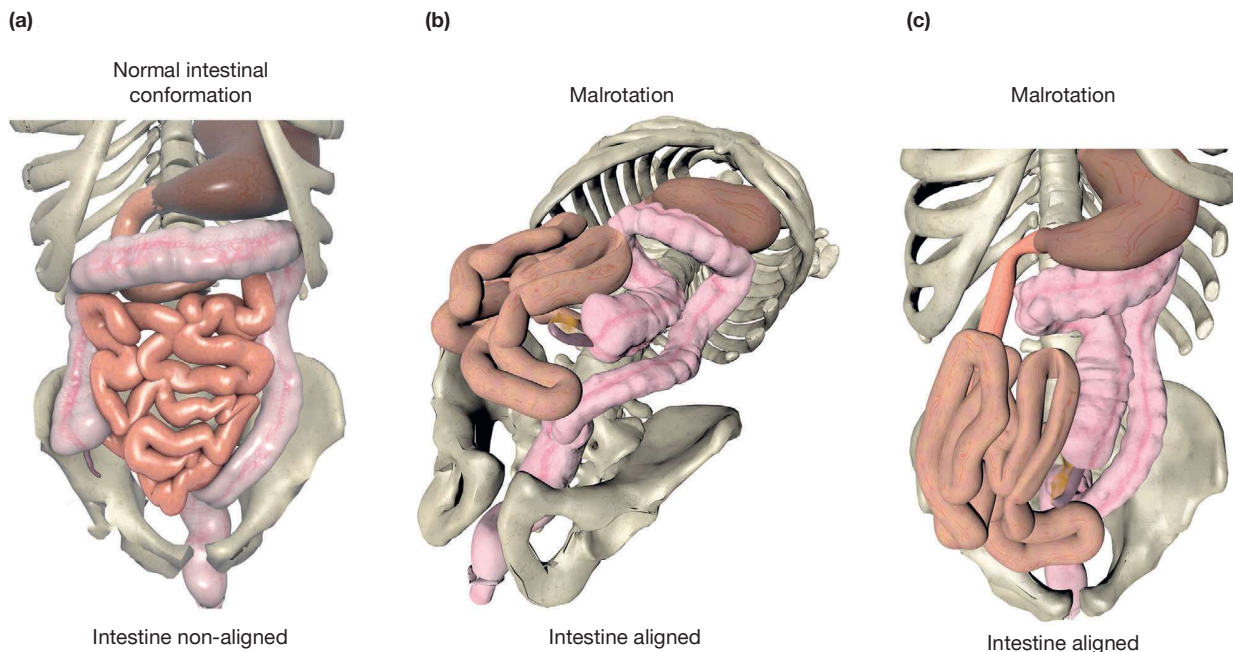 (a)
Normal intestinal
conformation
Intestine non-aligned
(b)
Malrotation
Intestine aligned
(c)
Malrotation
Intestine aligned